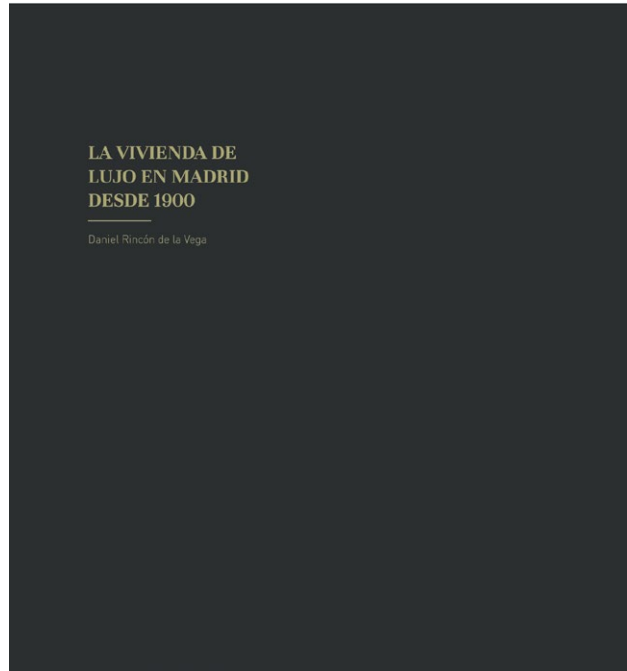 LA VIVIENDA DE
LUJO EN MADRID
DESDE 1900
Daniel Rincón de la Vega